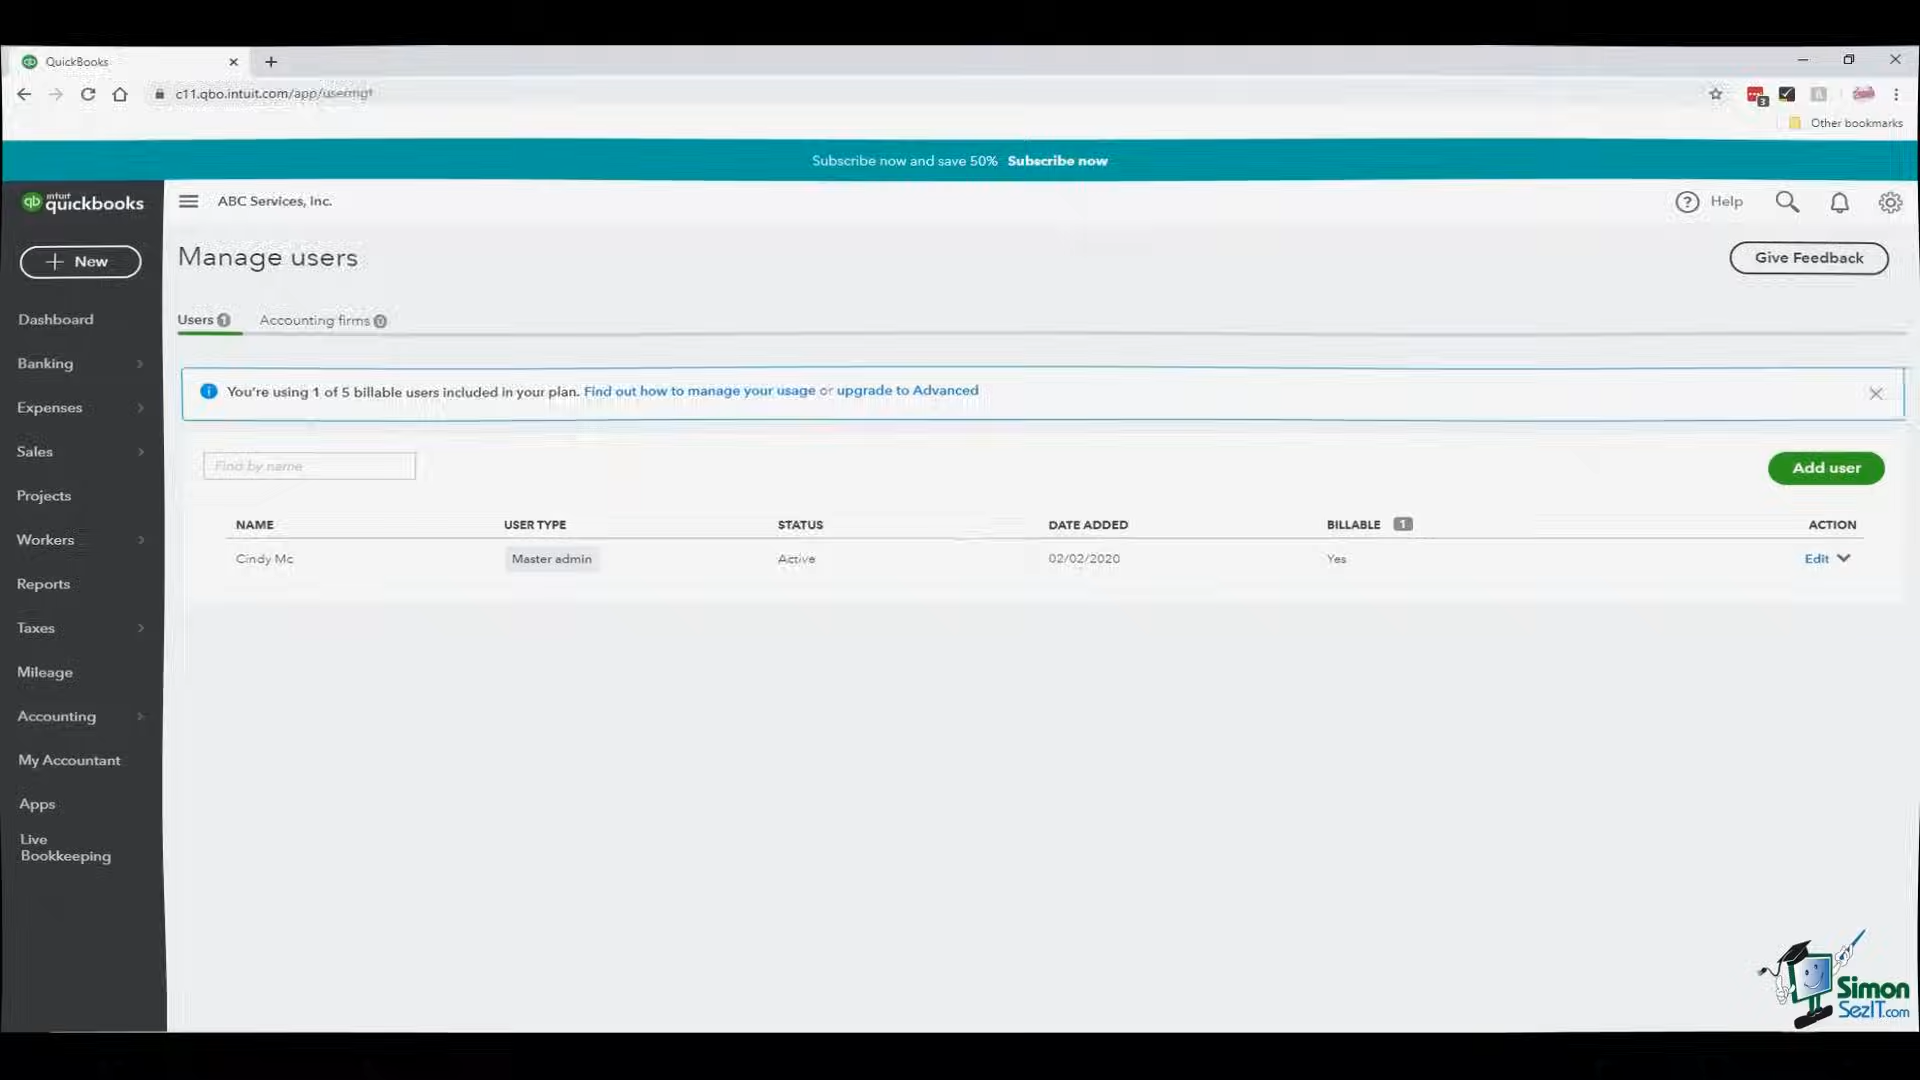 QuickBooks
c11.qbo.intuit.com/app/usermgt
3
Other bookmarks
Subscribe now and save 50% Subscribe now
qb intuit quickbooks
ABC Services, Inc.
? Help
+ New
Manage users
Give Feedback
Dashboard
Users 1 Accounting firms 0
Banking
You're using 1 of 5 billable users included in your plan. Find out how to manage your usage or upgrade to Advanced
Expenses
Sales
Find by name
Add user
Projects
NAME USER TYPE STATUS DATE ADDED BILLABLE 1 ACTION
Workers
Cindy Mc Master admin Active 02/02/2020 Yes Edit
Reports
Taxes
Mileage
Accounting
My Accountant
Apps
Live
Bookkeeping
Simon
SezIT.com